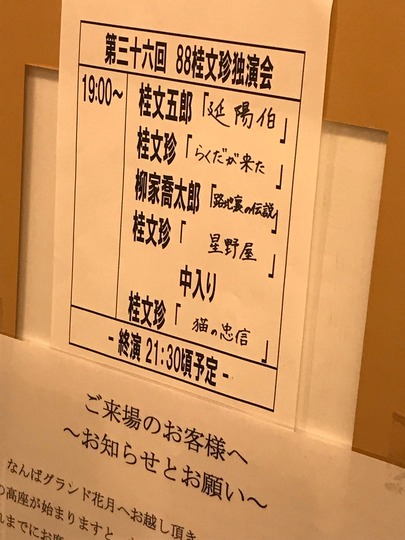 第三十六回 88桂文珍独演会
19:00~
桂文五郎「延陽伯」
桂文珍「らくだが来た」
柳家喬太郎「路地裏の伝説」
桂文珍「星野屋」
中入り
桂文珍「猫の忠信」
- 終演 21:30頃予定 -
ご来場のお客様へ
～お知らせとお願い～
なんばグランド花月へお越し頂き
の高座が始まりますと